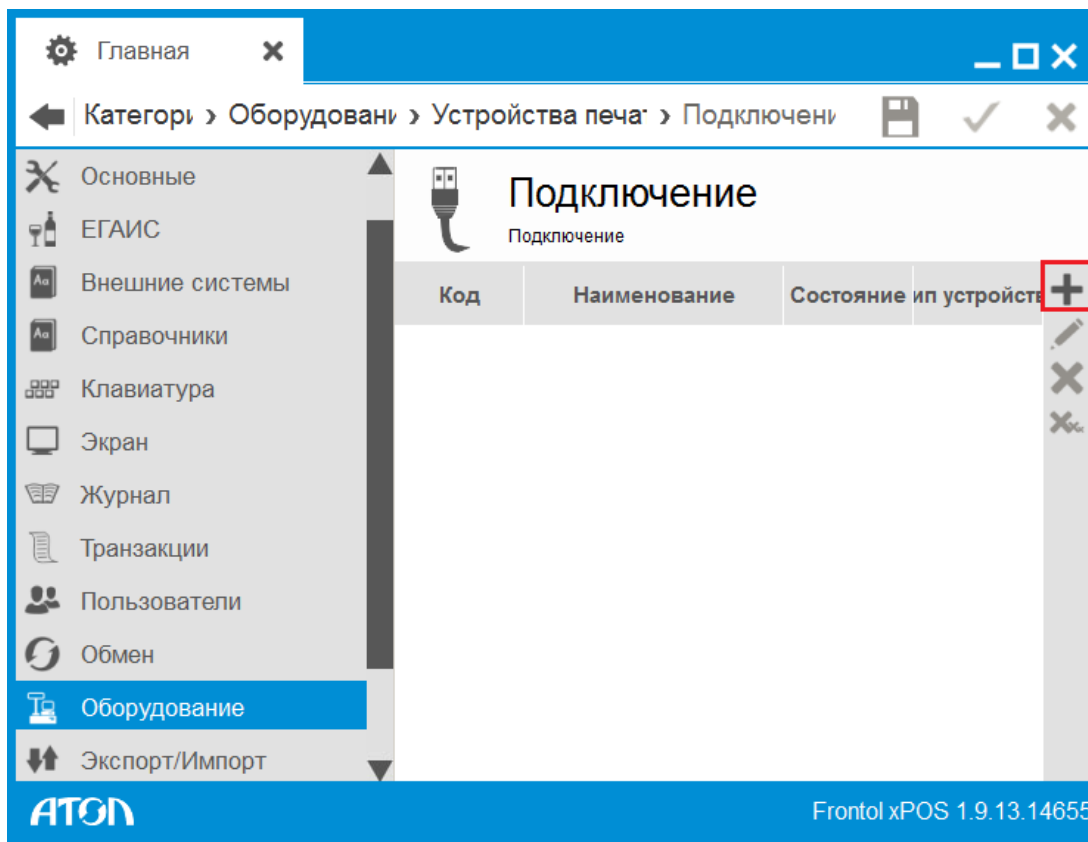 Главная
Категори › Оборудовани › Устройства печат › Подключени
Основные
ЕГАИС
Внешние системы
Справочники
Клавиатура
Экран
Журнал
Транзакции
Пользователи
Обмен
Оборудование
Экспорт/Импорт
Подключение
Подключение
Код Наименование Состояние ип устройств
АТОЛ
Frontol xPOS 1.9.13.14655